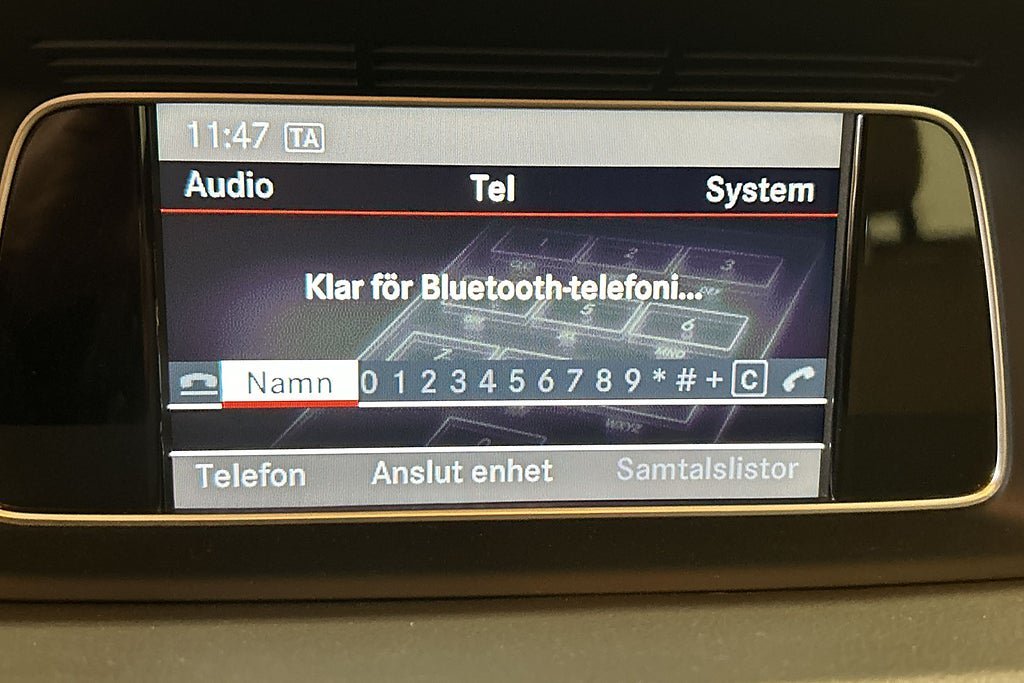 11:47 TA
Audio Tel System
Klar för Bluetooth-telefoni...
Namn 0 1 2 3 4 5 6 7 8 9 * # + C
Telefon Anslut enhet Samtalslistor